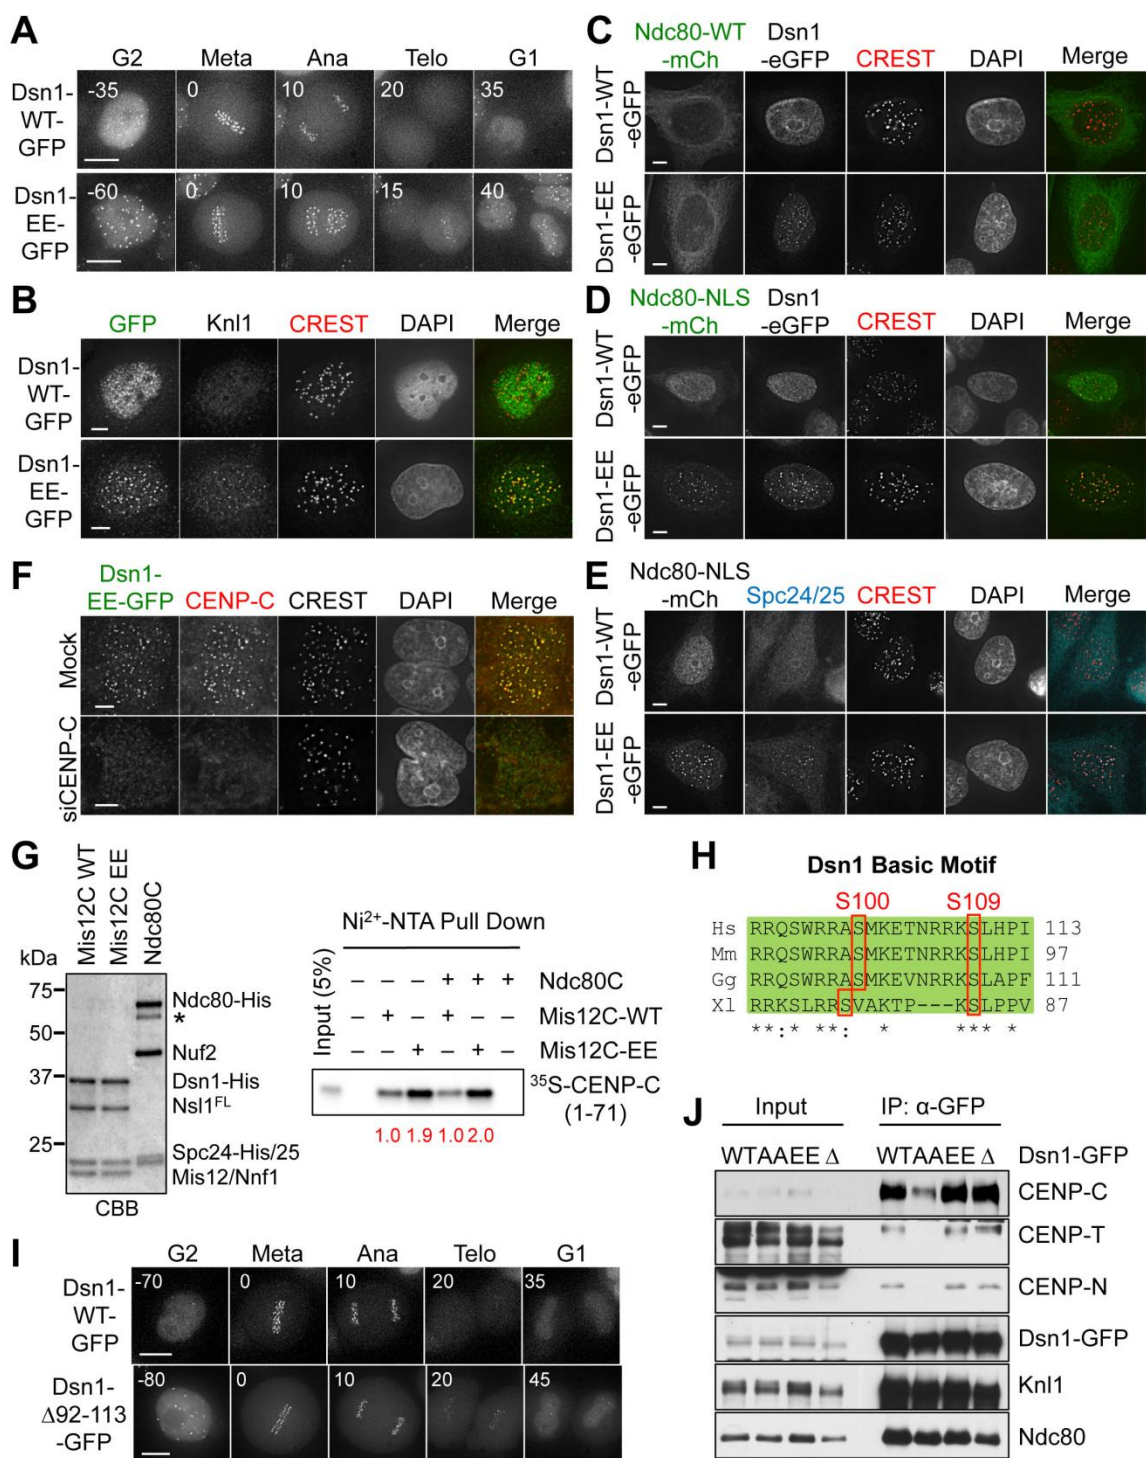 A
G2 Meta Ana Telo G1
Dsn1-
WT-
GFP
-35 0 10 20 35
Dsn1-
EE-
GFP
-60 0 10 15 40
B
GFP Knl1 CREST DAPI Merge
Dsn1-
WT-
GFP
Dsn1-
EE-
GFP
C
Ndc80-WT Dsn1
-mCh -eGFP CREST DAPI Merge
Dsn1-WT
-eGFP
Dsn1-EE
-eGFP
D
Ndc80-NLS Dsn1
-mCh -eGFP CREST DAPI Merge
Dsn1-WT
-eGFP
Dsn1-EE
-eGFP
F
Dsn1-
EE-GFP CENP-C CREST DAPI Merge
Mock
siCENP-C
E
Ndc80-NLS
-mCh Spc24/25 CREST DAPI Merge
Dsn1-WT
-eGFP
Dsn1-EE
-eGFP
G
Mis12C WT
Mis12C EE
Ndc80C
kDa
75
50
37
25
Ndc80-His
*
Nuf2
Dsn1-His
Nsl1FL
Spc24-His/25
Mis12/Nnf1
CBB
Ni2+-NTA Pull Down
Input (5%)
– – – + + + Ndc80C
– + – + – – Mis12C-WT
– – + – + – Mis12C-EE
35S-CENP-C
(1-71)
1.0 1.9 1.0 2.0
H
Dsn1 Basic Motif
S100 S109
Hs RRQSWRRASMKETNRRKSLHPI 113
Mm RRQSWRRASMKETNRRKSLHPI 97
Gg RRQSWRRASMKEVNRRKSLAPF 111
Xl RRKSLRRSVAKTP---KSLPPV 87
**:* **: * *** *
I
G2 Meta Ana Telo G1
Dsn1-
WT-
GFP
-70 0 10 20 35
Dsn1-
Δ92-113
-GFP
-80 0 10 20 45
J
Input IP: α-GFP
WT AA EE Δ WT AA EE Δ Dsn1-GFP
CENP-C
CENP-T
CENP-N
Dsn1-GFP
Knl1
Ndc80